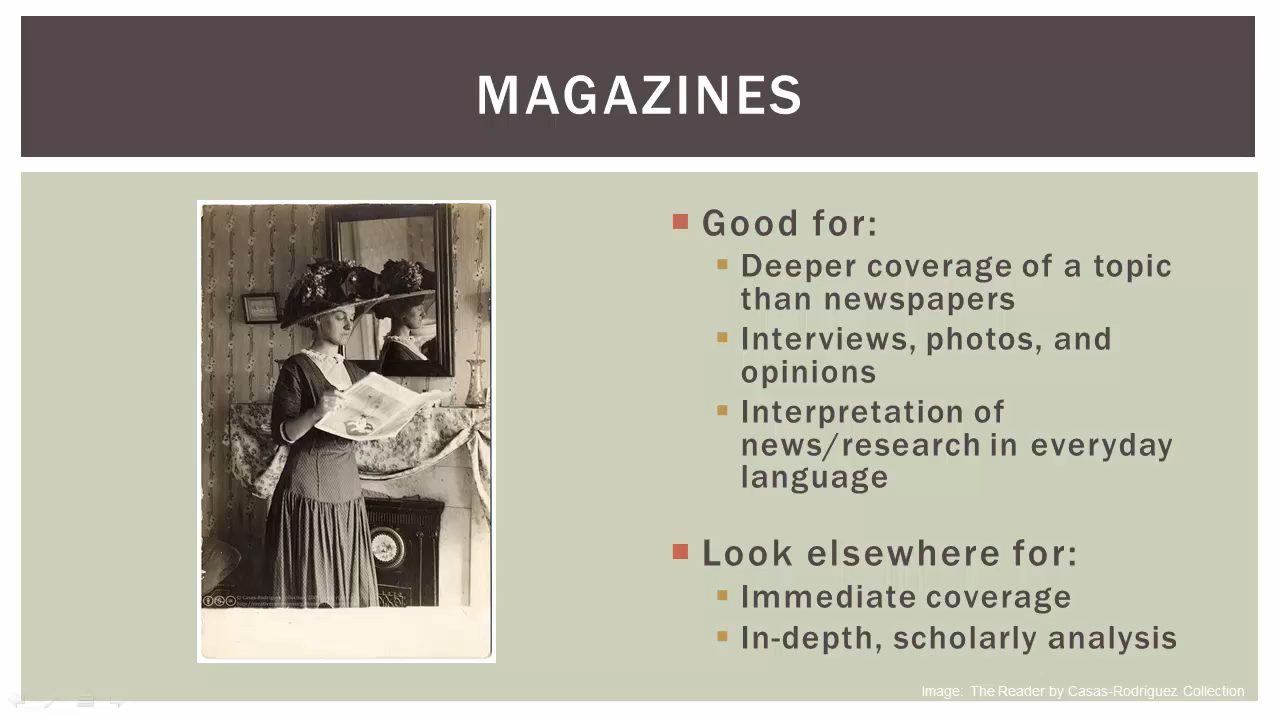 MAGAZINES
Good for:
Deeper coverage of a topic
than newspapers
Interviews, photos, and
opinions
Interpretation of
news/research in everyday
language
Look elsewhere for:
Immediate coverage
In-depth, scholarly analysis
Image: The Reader by Casas-Rodriguez Collection